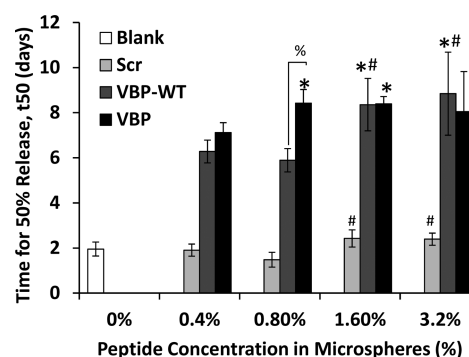 Time for 50% Release, t50 (days)
12
10
8
6
4
2
0
Blank
Scr
VBP-WT
VBP
%
*
*#
*
*#
#
#
0% 0.4% 0.80% 1.60% 3.2%
Peptide Concentration in Microspheres (%)